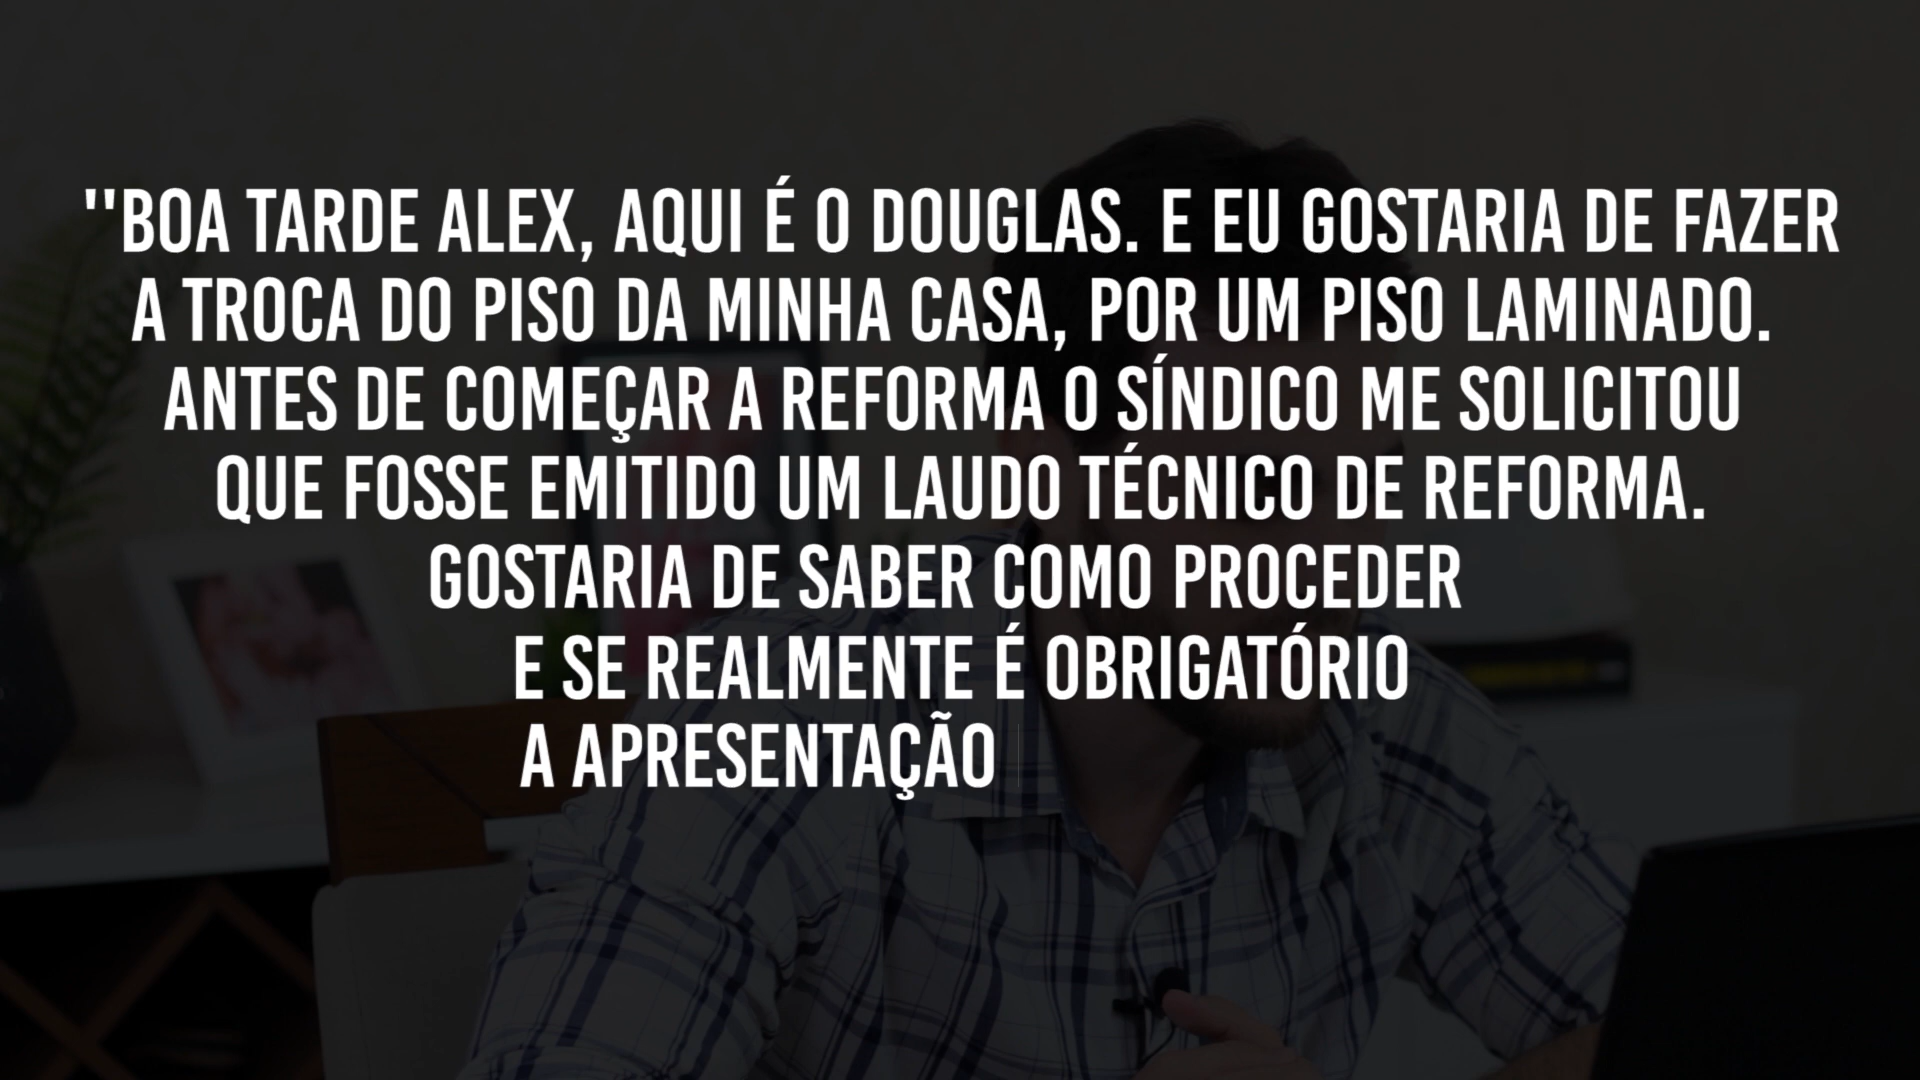 "BOA TARDE ALEX, AQUI É O DOUGLAS. E EU GOSTARIA DE FAZER
A TROCA DO PISO DA MINHA CASA, POR UM PISO LAMINADO.
ANTES DE COMEÇAR A REFORMA O SÍNDICO ME SOLICITOU
QUE FOSSE EMITIDO UM LAUDO TÉCNICO DE REFORMA.
GOSTARIA DE SABER COMO PROCEDER
E SE REALMENTE É OBRIGATÓRIO
A APRESENTAÇÃO